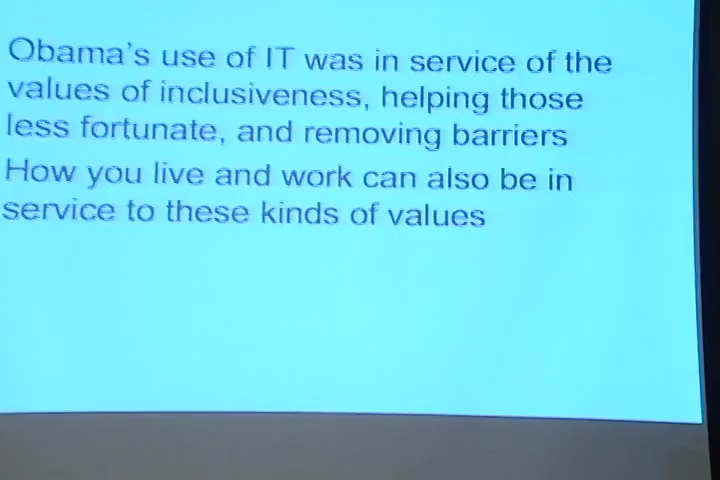 Obama's use of IT was in service of the
values of inclusiveness, helping those
less fortunate, and removing barriers
How you live and work can also be in
service to these kinds of values